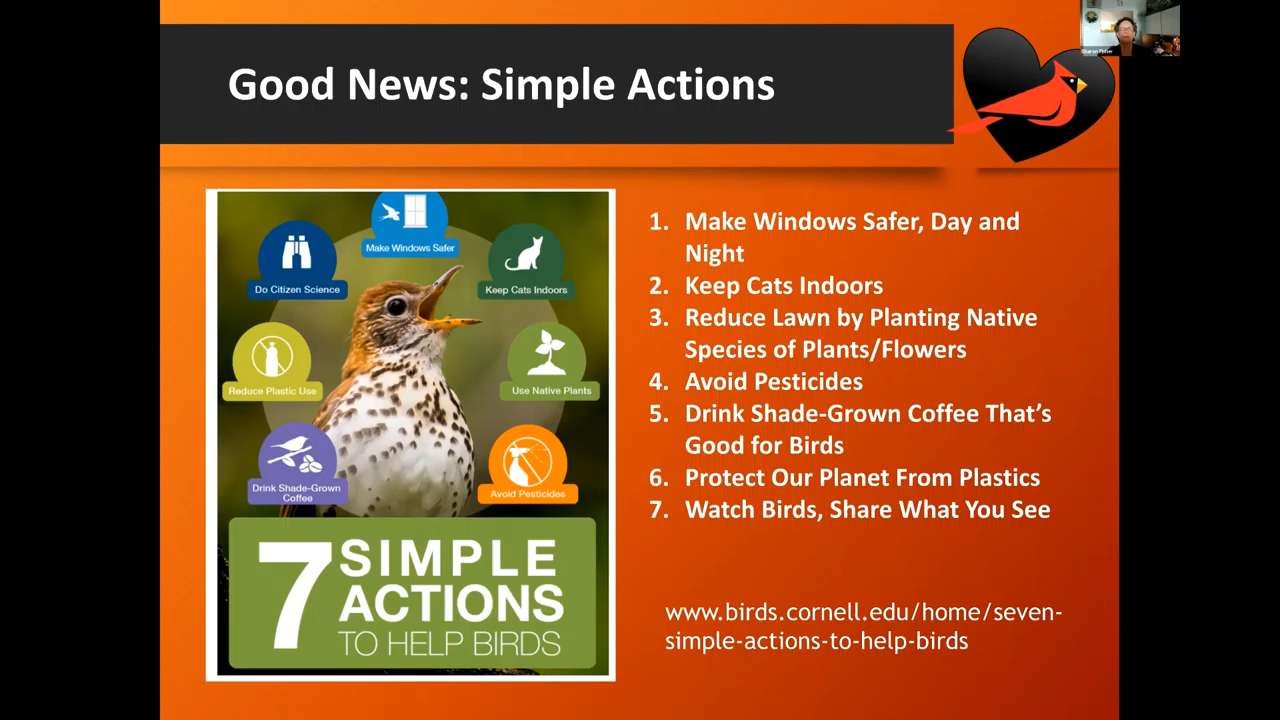 Good News: Simple Actions
Sharon Fisher
Make Windows Safer
Do Citizen Science
Keep Cats Indoors
Reduce Plastic Use
Use Native Plants
Drink Shade-Grown
Coffee
Avoid Pesticides
7 SIMPLE
ACTIONS
TO HELP BIRDS
1. Make Windows Safer, Day and
Night
2. Keep Cats Indoors
3. Reduce Lawn by Planting Native
Species of Plants/Flowers
4. Avoid Pesticides
5. Drink Shade-Grown Coffee That's
Good for Birds
6. Protect Our Planet From Plastics
7. Watch Birds, Share What You See
www.birds.cornell.edu/home/seven-
simple-actions-to-help-birds